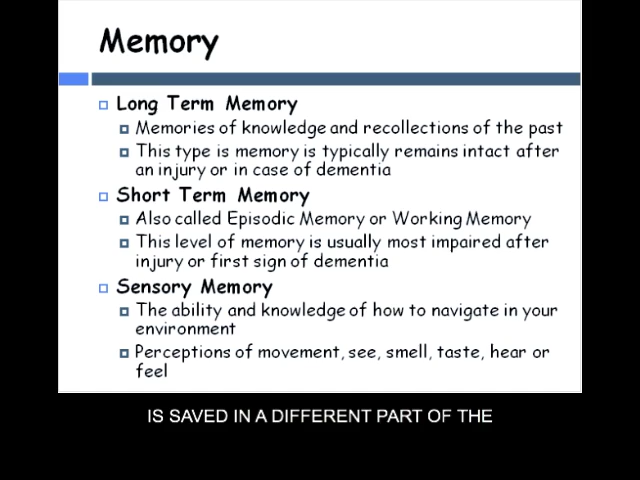 Memory
Long Term Memory
Memories of knowledge and recollections of the past
This type is memory is typically remains intact after
an injury or in case of dementia
Short Term Memory
Also called Episodic Memory or Working Memory
This level of memory is usually most impaired after
injury or first sign of dementia
Sensory Memory
The ability and knowledge of how to navigate in your
environment
Perceptions of movement, see, smell, taste, hear or
feel
IS SAVED IN A DIFFERENT PART OF THE